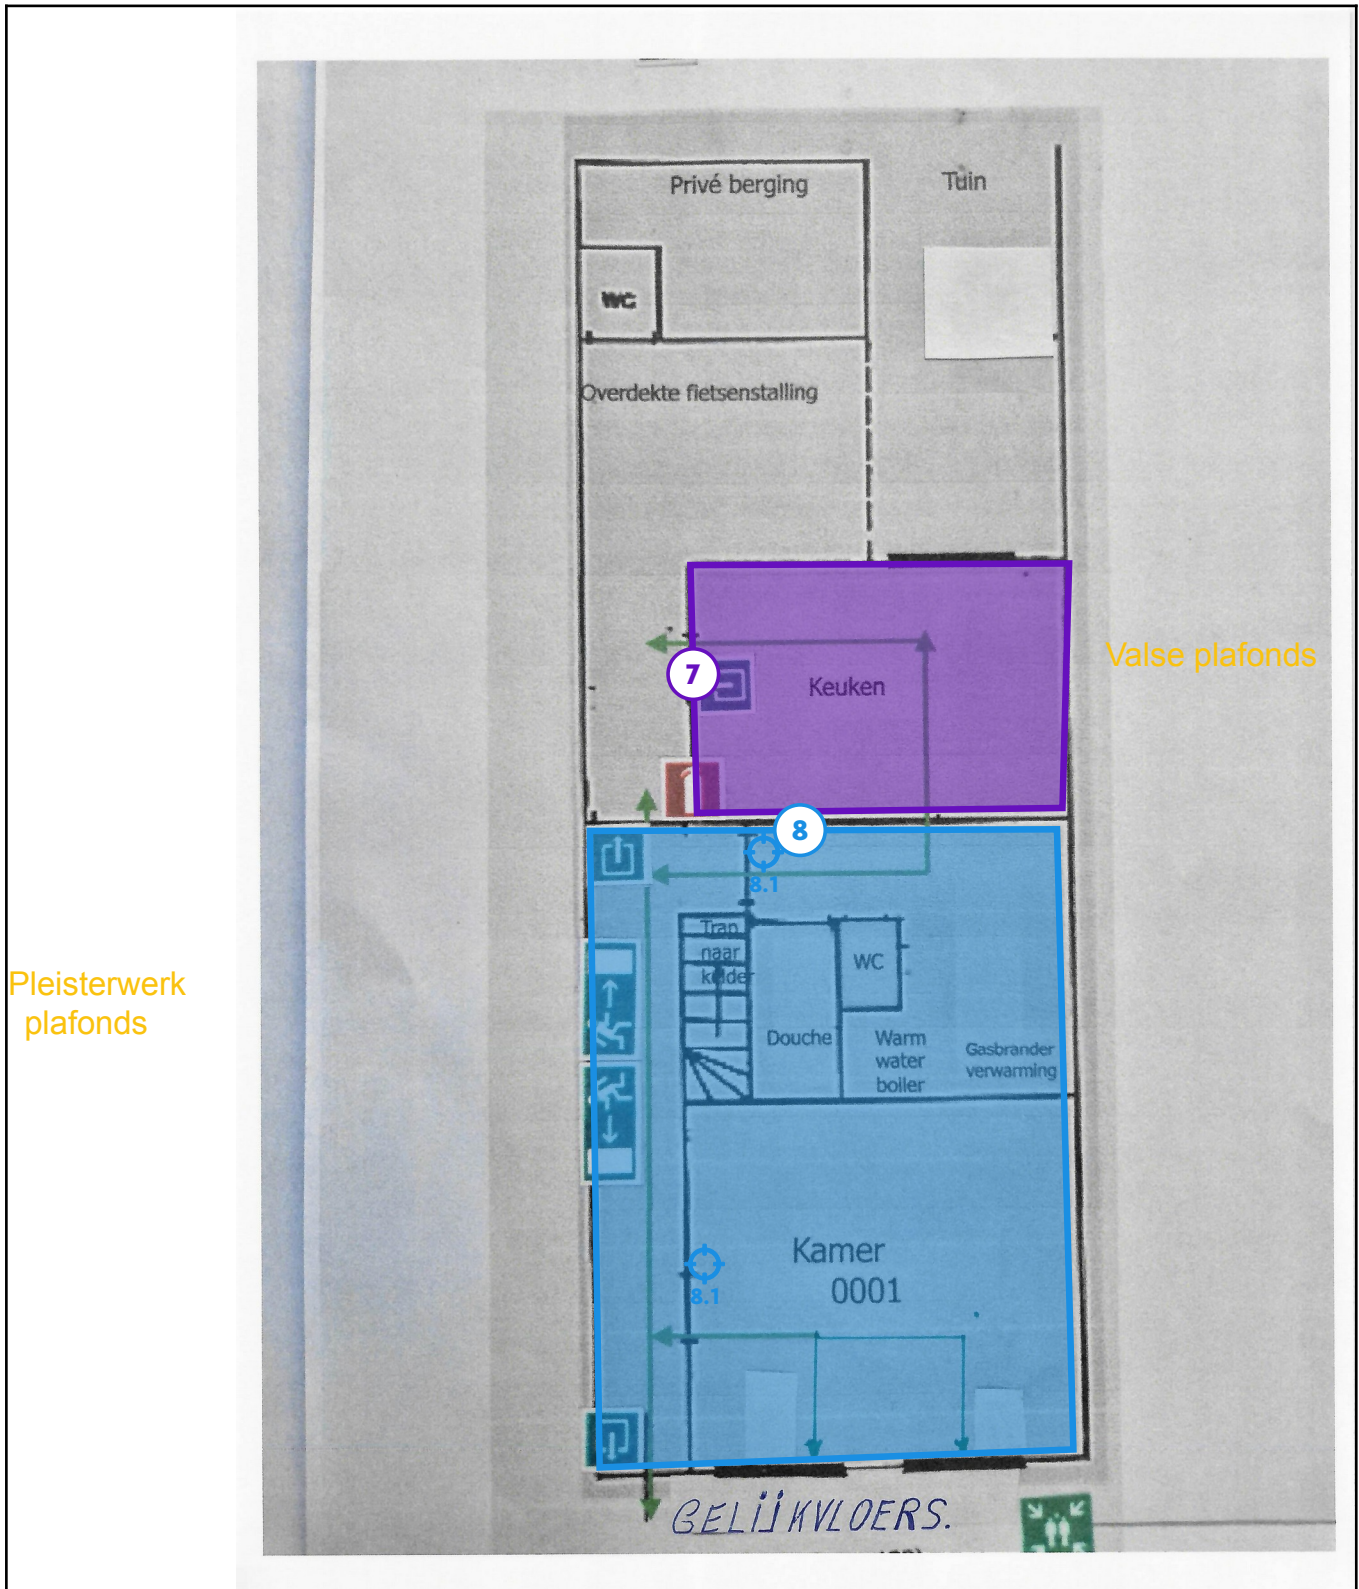 Privé berging
Tuin
WC
Overdekte fietsenstalling
7
Keuken
Valse plafonds
8
8.1
Trap
naar
kelder
WC
Pleisterwerk
plafonds
Douche
Warm
water
boiler
Gasbrander
verwarming
Kamer
0001
8.1
GELIJKVLOERS.